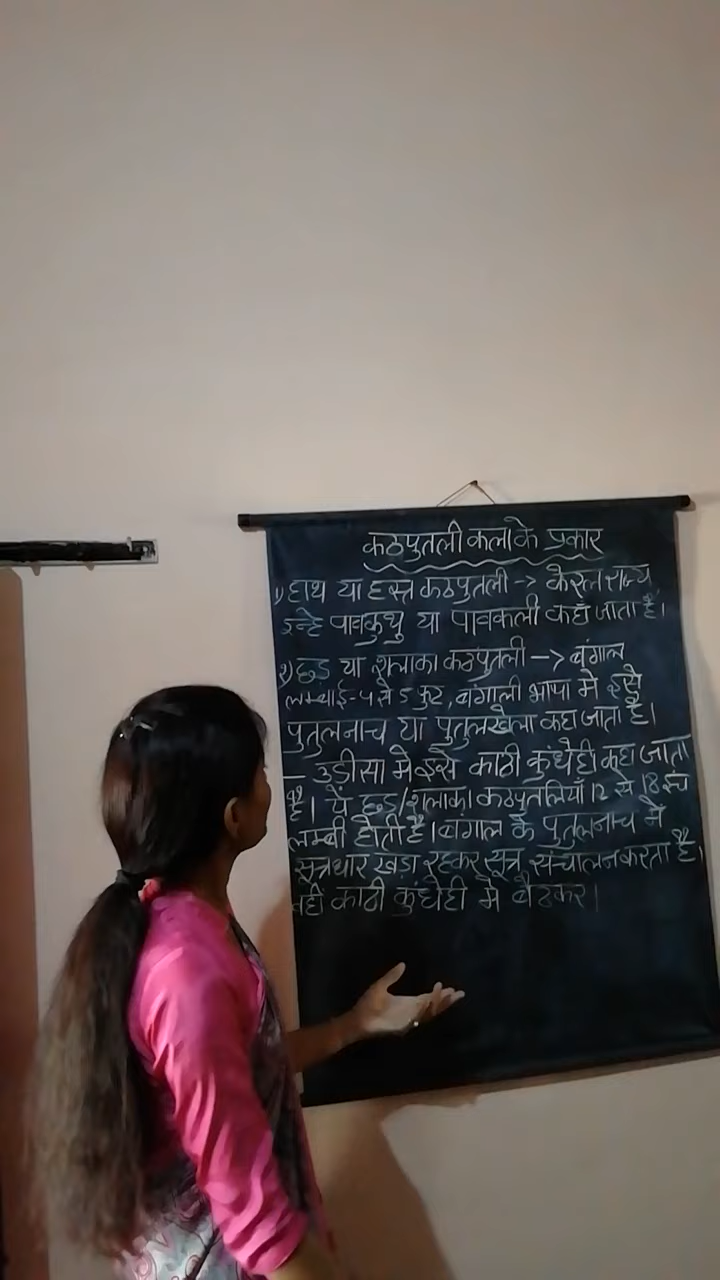 कठपुतली कला के प्रकार
1) हाथ या हस्त कठपुतली -> केरल राज्य
इन्हे पावकुथु या पावकली कहाँ जाता है।
2) छड़ या शलाका कठपुतली -> बंगाल
लम्बाई- 4 से 5 फुट, बंगाली भाषा मे इसे
पुतुलनाच या पुतुलखेला कहा जाता है।
— उड़ीसा मे इसे काठी कुंधेही कहा जाता
है। ये छड़/शलाका कठपुतलियाँ 12 से 18 इंच
लम्बी होती है। बंगाल के पुतुलनाच मे
सूत्रधार खड़ा रहकर सूत्र संचालन करता है।
वही काठी कुंधेही मे बैठकर।